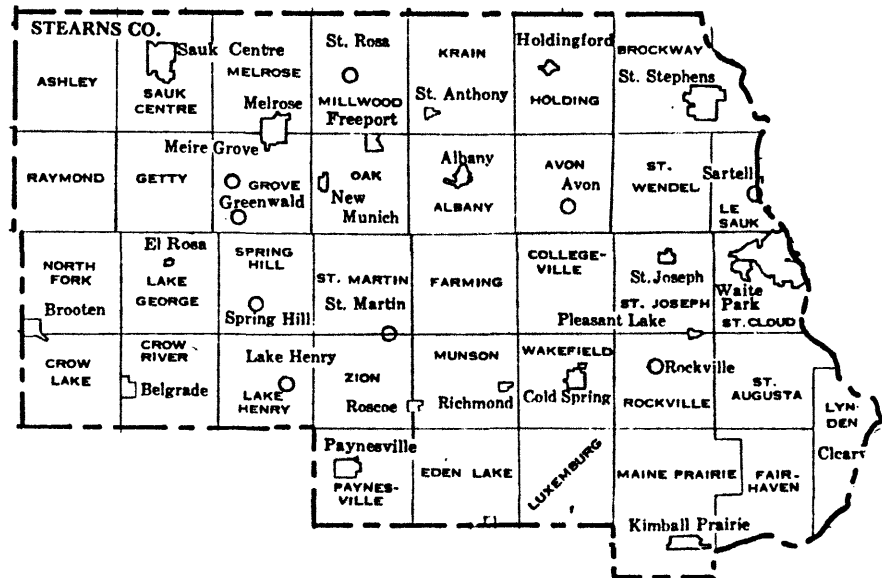 STEARNS CO.
ASHLEY
Sauk Centre
SAUK
CENTRE
MELROSE
Melrose
St. Rosa
MILLWOOD
Freeport
KRAIN
St. Anthony
Holdingford
HOLDING
BROCKWAY
St. Stephens
RAYMOND
GETTY
Meire Grove
GROVE
Greenwald
OAK
New
Munich
Albany
ALBANY
AVON
Avon
ST.
WENDEL
Sartell
LE
SAUK
NORTH
FORK
Brooten
El Rosa
LAKE
GEORGE
SPRING
HILL
Spring Hill
ST. MARTIN
St. Martin
FARMING
COLLEGE-
VILLE
St. Joseph
ST. JOSEPH
Pleasant Lake
Waite
Park
ST. CLOUD
CROW
LAKE
CROW
RIVER
Belgrade
Lake Henry
LAKE
HENRY
ZION
Roscoe
MUNSON
Richmond
WAKEFIELD
Cold Spring
Rockville
ROCKVILLE
ST.
AUGUSTA
LYN-
DEN
Clearw
Paynesville
PAYNES-
VILLE
EDEN LAKE
LUXEMBURG
MAINE PRAIRIE
FAIR-
HAVEN
Kimball Prairie